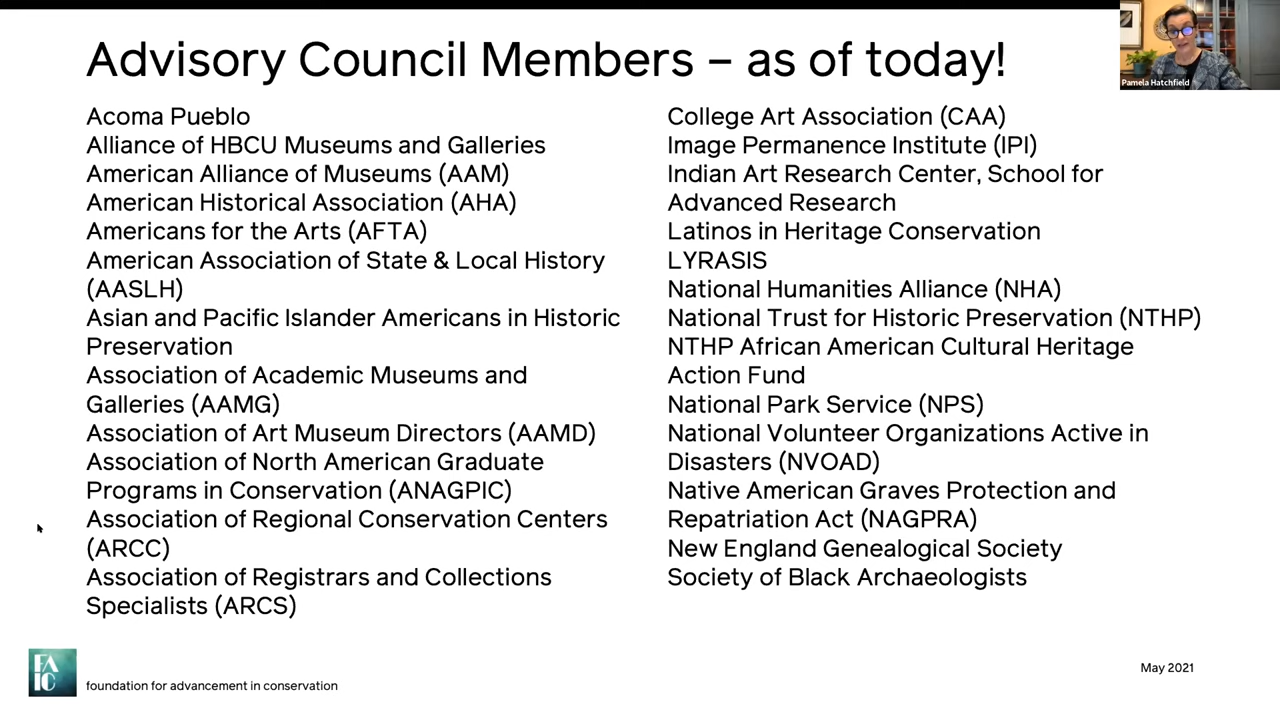 Advisory Council Members – as of today!
Pamela Hatchfield
Acoma Pueblo
Alliance of HBCU Museums and Galleries
American Alliance of Museums (AAM)
American Historical Association (AHA)
Americans for the Arts (AFTA)
American Association of State & Local History
(AASLH)
Asian and Pacific Islander Americans in Historic
Preservation
Association of Academic Museums and
Galleries (AAMG)
Association of Art Museum Directors (AAMD)
Association of North American Graduate
Programs in Conservation (ANAGPIC)
Association of Regional Conservation Centers
(ARCC)
Association of Registrars and Collections
Specialists (ARCS)
College Art Association (CAA)
Image Permanence Institute (IPI)
Indian Art Research Center, School for
Advanced Research
Latinos in Heritage Conservation
LYRASIS
National Humanities Alliance (NHA)
National Trust for Historic Preservation (NTHP)
NTHP African American Cultural Heritage
Action Fund
National Park Service (NPS)
National Volunteer Organizations Active in
Disasters (NVOAD)
Native American Graves Protection and
Repatriation Act (NAGPRA)
New England Genealogical Society
Society of Black Archaeologists
FA
IC
foundation for advancement in conservation
May 2021